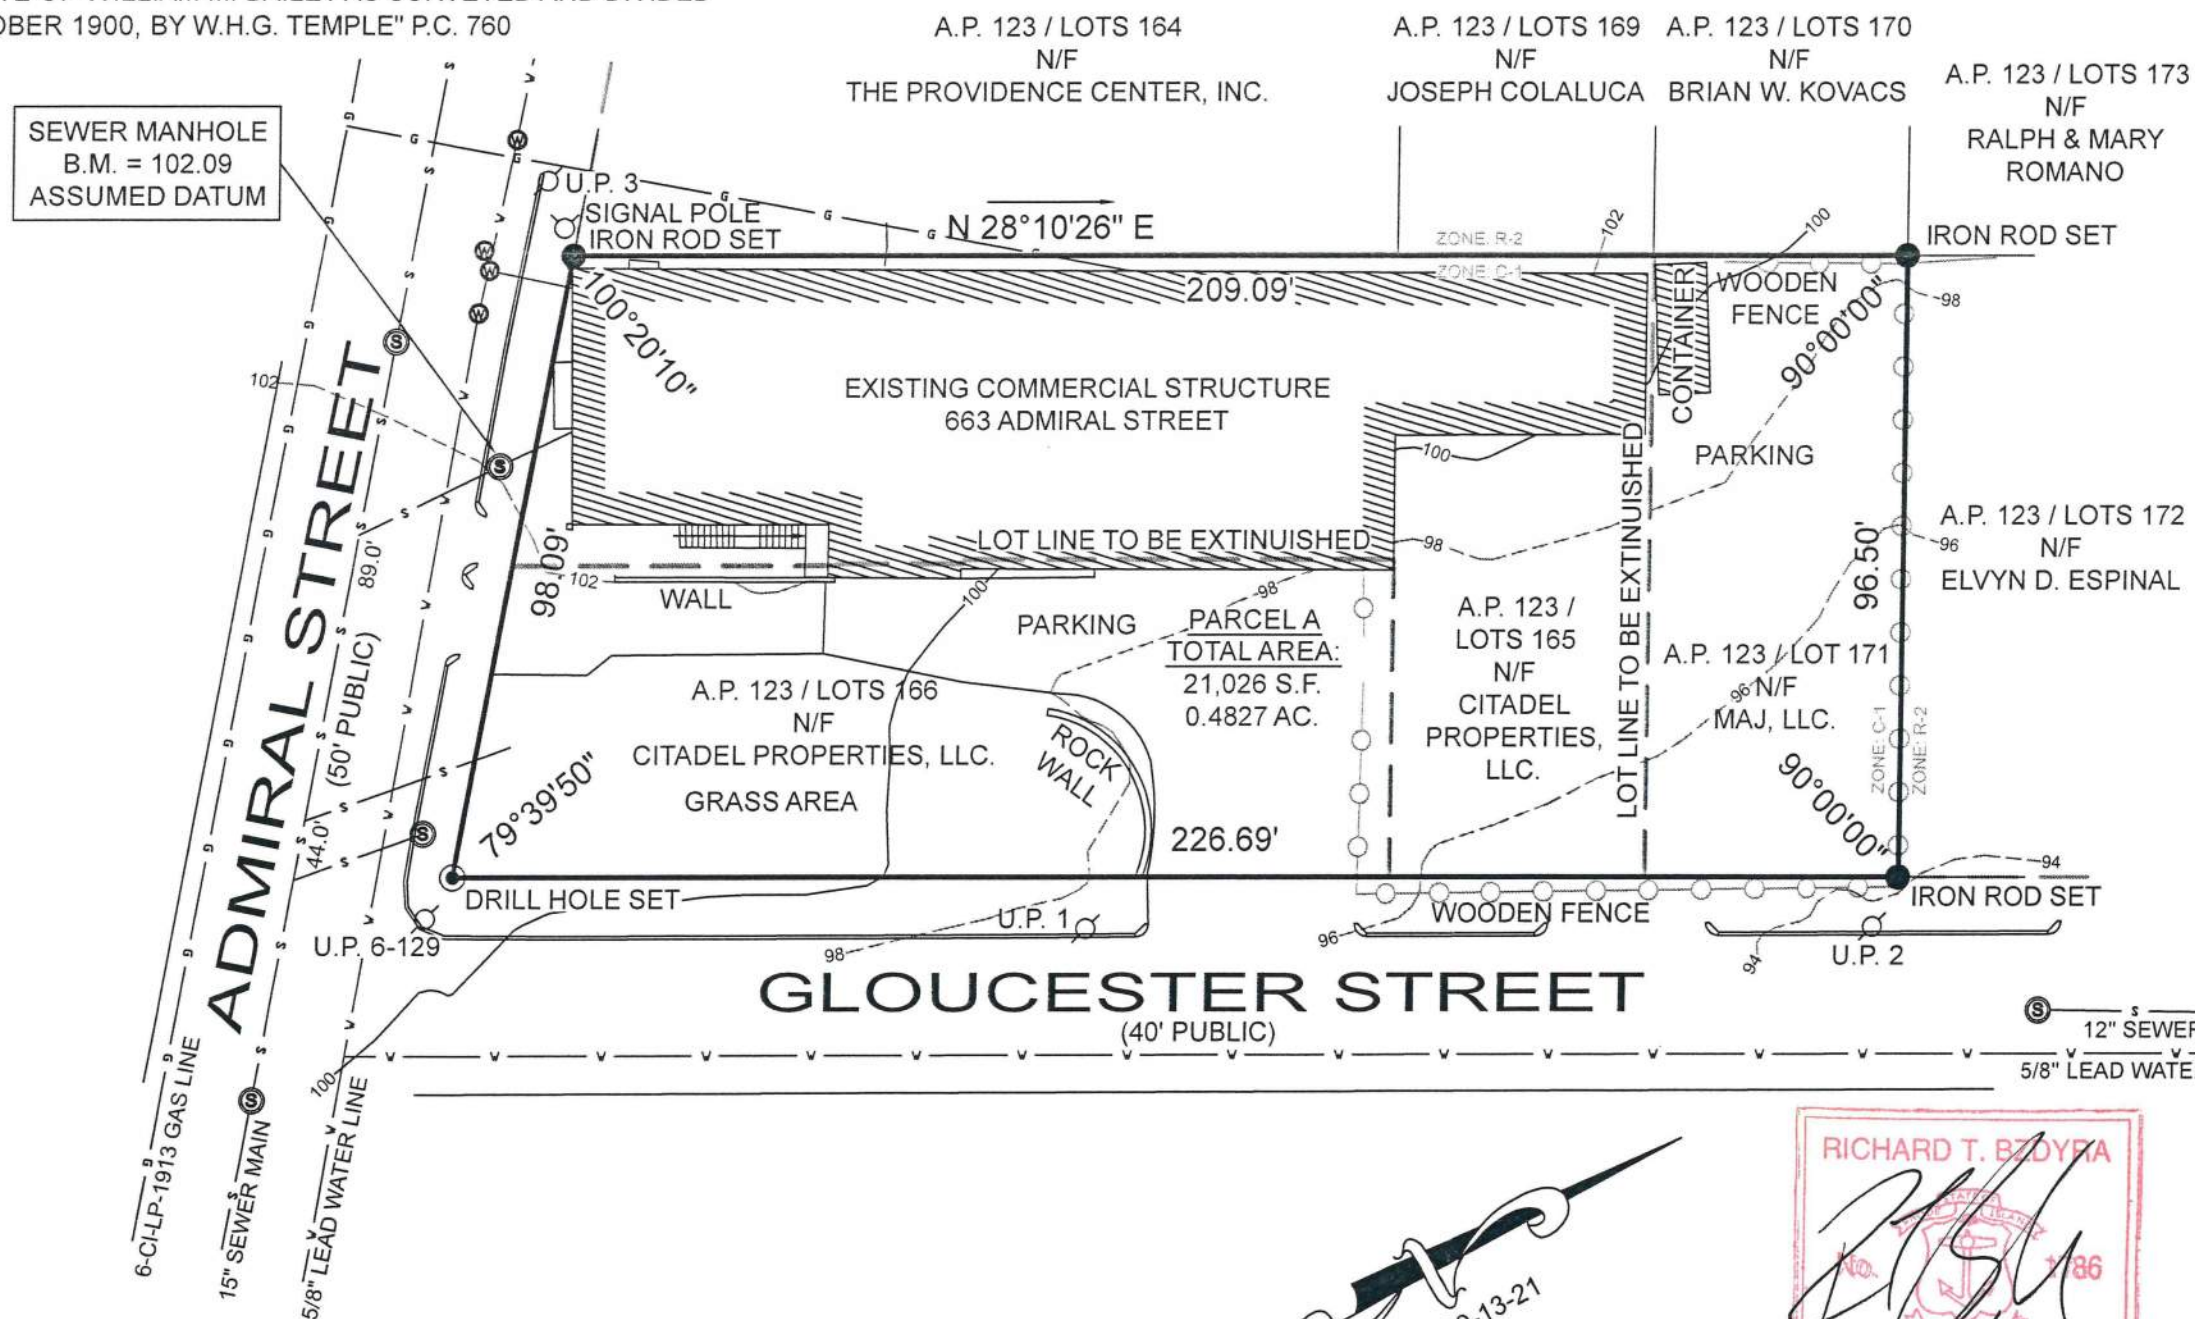 OBER 1900, BY W.H.G. TEMPLE" P.C. 760
A.P. 123 / LOTS 164
N/F
THE PROVIDENCE CENTER, INC.
A.P. 123 / LOTS 169
N/F
JOSEPH COLALUCA
A.P. 123 / LOTS 170
N/F
BRIAN W. KOVACS
A.P. 123 / LOTS 173
N/F
RALPH & MARY
ROMANO
SEWER MANHOLE
B.M. = 102.09
ASSUMED DATUM
U.P. 3
SIGNAL POLE
IRON ROD SET
N 28°10'26" E
ZONE: R-2
ZONE: C-1
102
100
IRON ROD SET
209.09'
100°20'10"
CONTAINER
WOODEN
FENCE
90°00'00"
98
102
EXISTING COMMERCIAL STRUCTURE
663 ADMIRAL STREET
100
PARKING
LOT LINE TO BE EXTINUISHED
LOT LINE TO BE EXTINUISHED
98
ADMIRAL STREET
(50' PUBLIC)
89.0'
44.0'
98.09'
102
WALL
100
98
PARKING
PARCEL A
TOTAL AREA:
21,026 S.F.
0.4827 AC.
A.P. 123 /
LOTS 165
N/F
CITADEL
PROPERTIES,
LLC.
A.P. 123 / LOT 171
N/F
MAJ, LLC.
96
96.50'
96
A.P. 123 / LOTS 172
N/F
ELVYN D. ESPINAL
ZONE: C-1
ZONE: R-2
A.P. 123 / LOTS 166
N/F
CITADEL PROPERTIES, LLC.
GRASS AREA
ROCK
WALL
79°39'50"
226.69'
90°00'00"
DRILL HOLE SET
U.P. 6-129
U.P. 1
98
96
WOODEN FENCE
94
94
IRON ROD SET
U.P. 2
GLOUCESTER STREET
(40' PUBLIC)
100
12" SEWER
5/8" LEAD WATE
6-CI-LP-1913 GAS LINE
15" SEWER MAIN
5/8" LEAD WATER LINE
-13-21
RICHARD T. BZDYRA
No. 1786